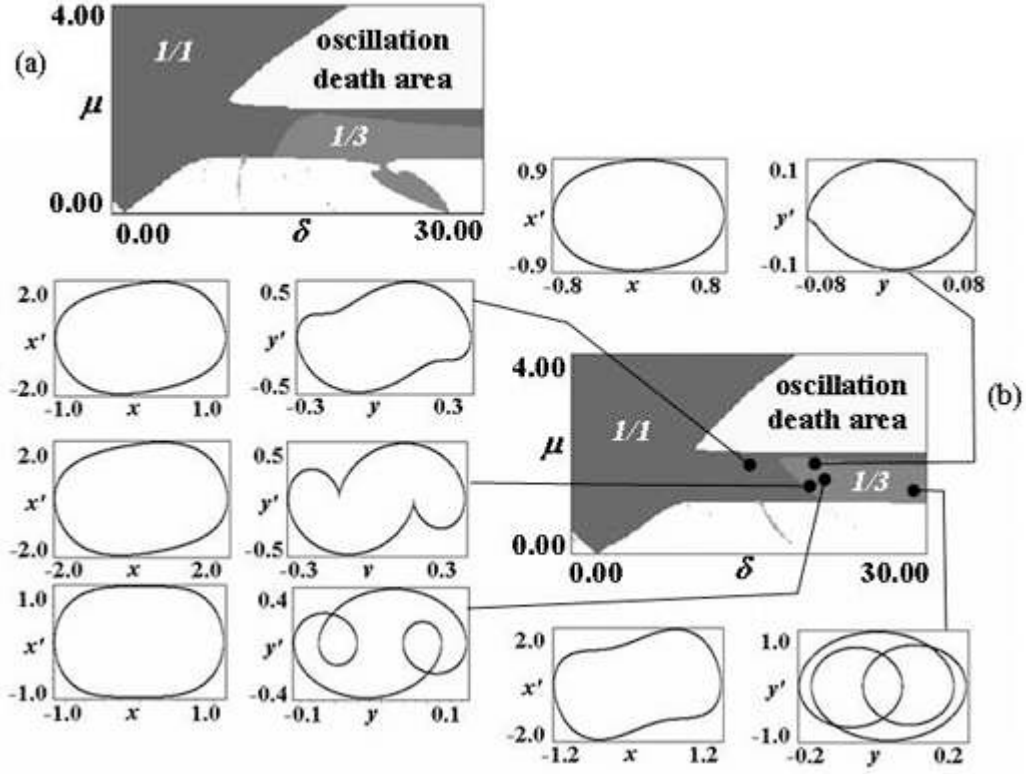 4.00
1/1
oscillation
death area
(a)
μ
1/3
0.00
0.00 δ 30.00
0.9
x'
-0.9
-0.8 x 0.8
0.1
y'
-0.1
-0.08 y 0.08
2.0
x'
-2.0
-1.0 x 1.0
0.5
y'
-0.5
-0.3 y 0.3
4.00
oscillation
death area
(b)
1/1
μ
1/3
0.00
0.00 δ 30.00
2.0
x'
-2.0
-2.0 x 2.0
0.5
y'
-0.5
-0.3 y 0.3
1.0
x'
-1.0
-1.0 x 1.0
0.4
y'
-0.4
-0.1 y 0.1
2.0
x'
-2.0
-1.2 x 1.2
1.0
y'
-1.0
-0.2 y 0.2